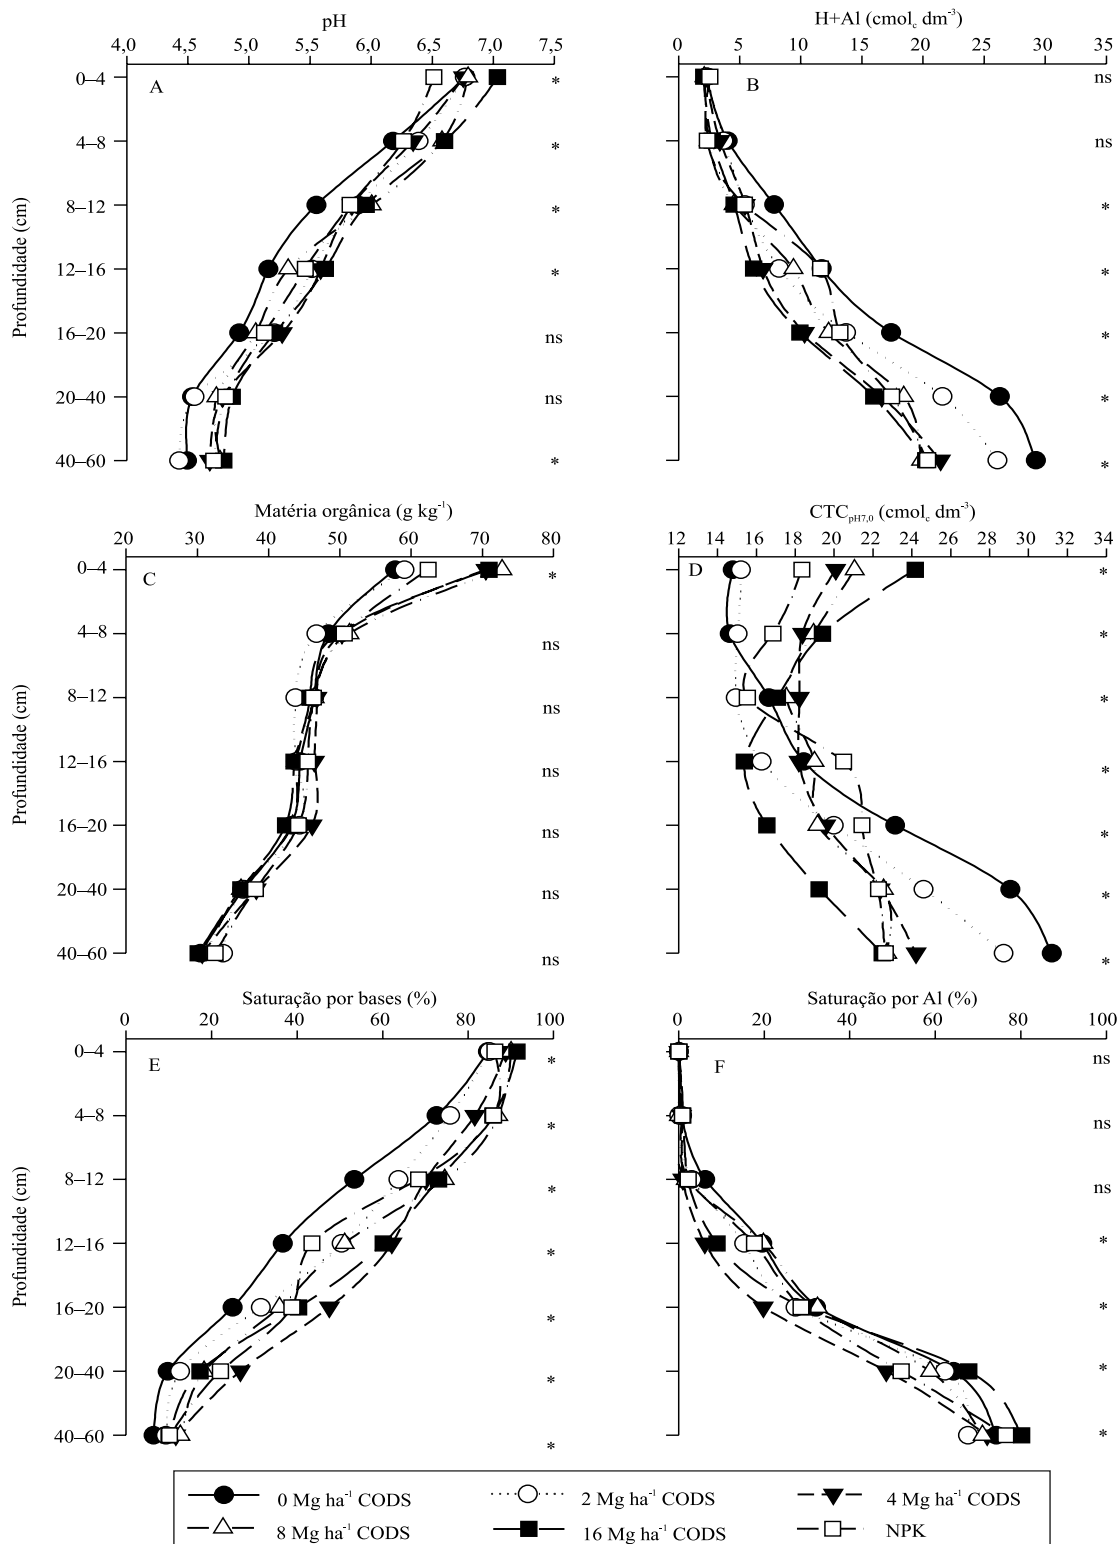 pH
4,0 4,5 5,0 5,5 6,0 6,5 7,0 7,5
H+Al (cmol_c dm⁻³)
0 5 10 15 20 25 30 35
Profundidade (cm)
0–4
4–8
8–12
12–16
16–20
20–40
40–60
A
*
*
*
*
ns
ns
*
B
ns
ns
*
*
*
*
*
Matéria orgânica (g kg⁻¹)
20 30 40 50 60 70 80
CTC_pH7,0 (cmol_c dm⁻³)
12 14 16 18 20 22 24 26 28 30 32 34
Profundidade (cm)
0–4
4–8
8–12
12–16
16–20
20–40
40–60
C
*
ns
ns
ns
ns
ns
ns
D
*
*
*
*
*
*
*
Saturação por bases (%)
0 20 40 60 80 100
Saturação por Al (%)
0 20 40 60 80 100
Profundidade (cm)
0–4
4–8
8–12
12–16
16–20
20–40
40–60
E
*
*
*
*
*
*
*
F
ns
ns
ns
*
*
*
*
0 Mg ha⁻¹ CODS 2 Mg ha⁻¹ CODS 4 Mg ha⁻¹ CODS
8 Mg ha⁻¹ CODS 16 Mg ha⁻¹ CODS NPK